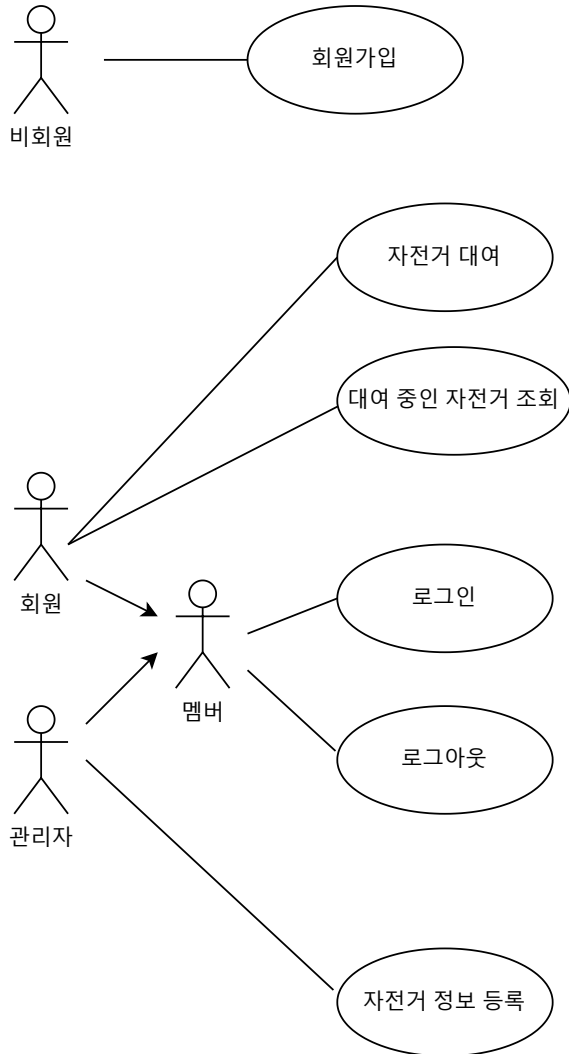 회원가입
비회원
자전거 대여
대여 중인 자전거 조회
회원
로그인
멤버
로그아웃
관리자
자전거 정보 등록